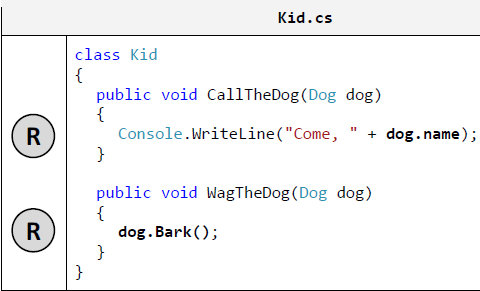 Kid.cs
class Kid
{
public void CallTheDog(Dog dog)
{
R
Console.WriteLine("Come, " + dog.name);
}
public void WagTheDog(Dog dog)
{
R
dog.Bark();
}
}